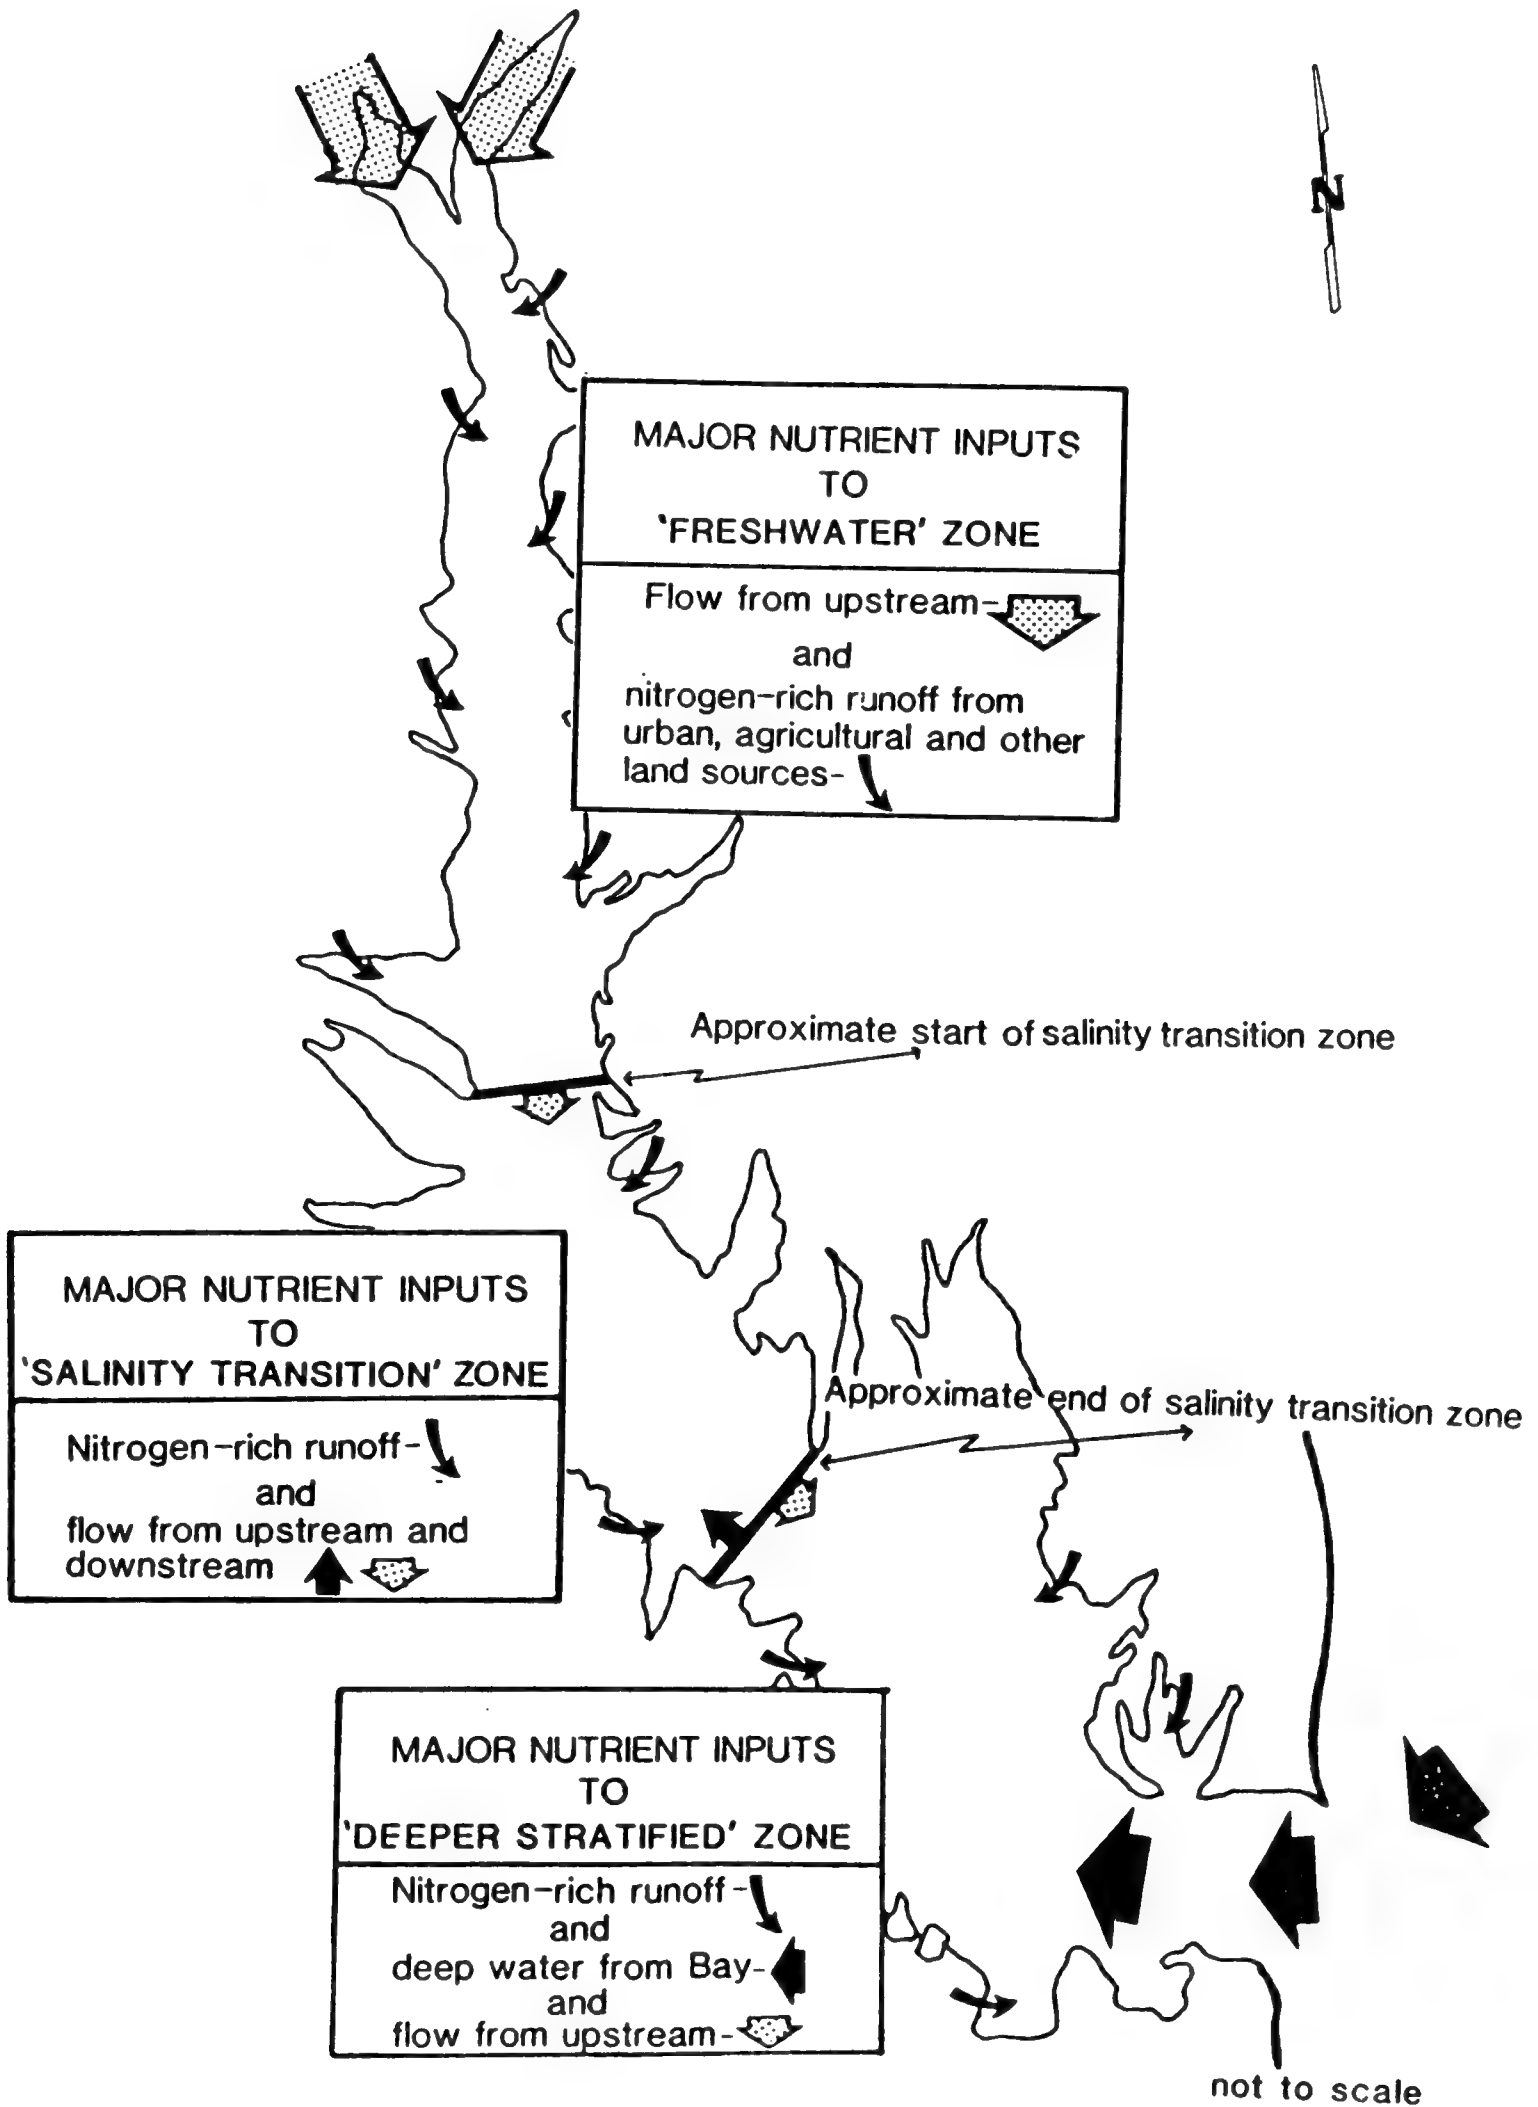 N
MAJOR NUTRIENT INPUTS
TO
'FRESHWATER' ZONE
Flow from upstream-
and
nitrogen-rich runoff from
urban, agricultural and other
land sources-
Approximate start of salinity transition zone
MAJOR NUTRIENT INPUTS
TO
'SALINITY TRANSITION' ZONE
Nitrogen-rich runoff-
and
flow from upstream and
downstream
Approximate end of salinity transition zone
MAJOR NUTRIENT INPUTS
TO
'DEEPER STRATIFIED' ZONE
Nitrogen-rich runoff-
and
deep water from Bay-
and
flow from upstream-
not to scale